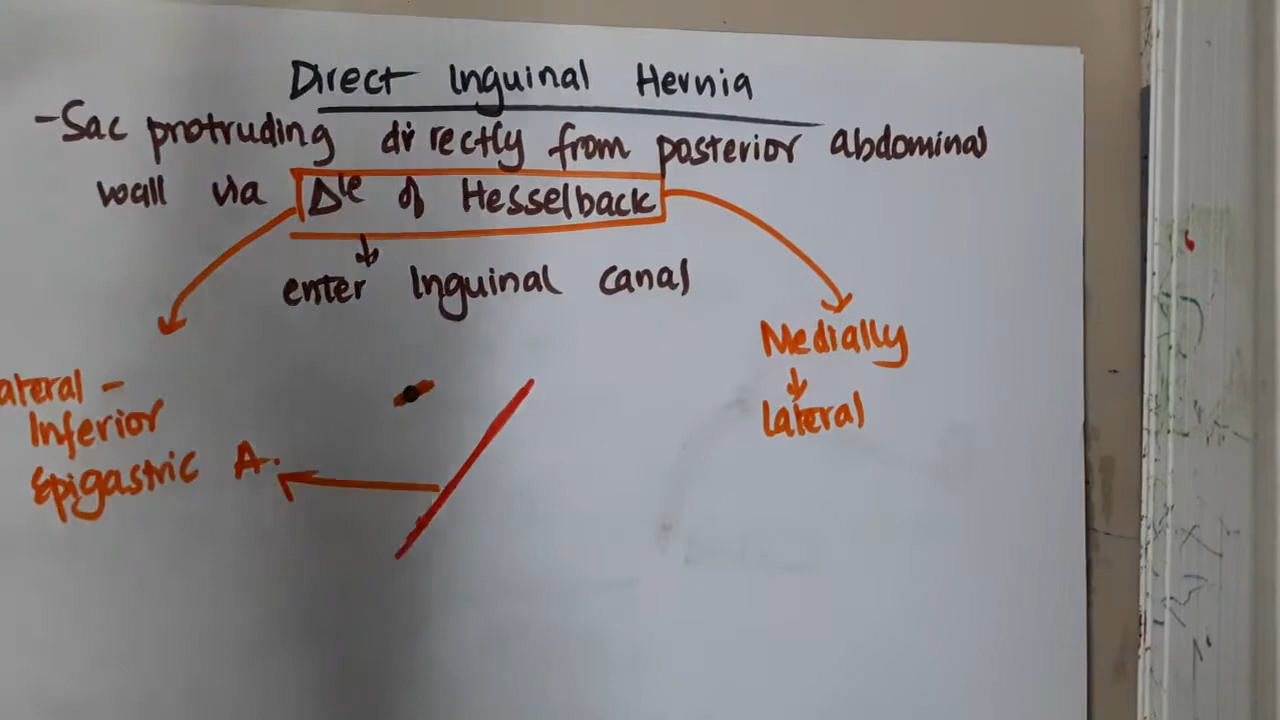 Direct Inguinal Hernia
-Sac protruding directly from posterior abdominal
wall via Δle of Hesselback
enter Inguinal canal
Medially
lateral
ateral -
Inferior
Epigastric A.